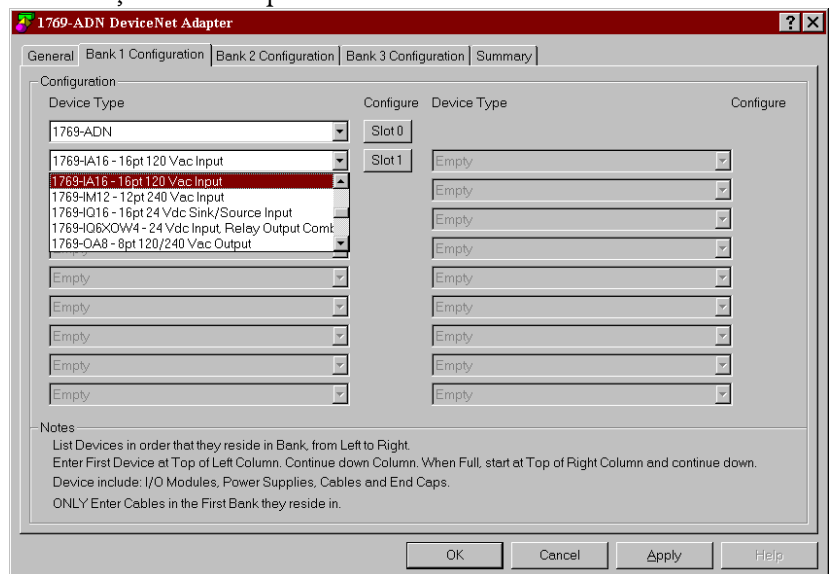 1769-ADN DeviceNet Adapter
General Bank 1 Configuration Bank 2 Configuration Bank 3 Configuration Summary
Configuration
Device Type Configure Device Type Configure
1769-ADN Slot 0
1769-IA16 - 16pt 120 Vac Input Slot 1 Empty
1769-IA16 - 16pt 120 Vac Input Empty
1769-IM12 - 12pt 240 Vac Input
1769-IQ16 - 16pt 24 Vdc Sink/Source Input Empty
1769-IQ6XOW4 - 24 Vdc Input, Relay Output Comb
1769-OA8 - 8pt 120/240 Vac Output Empty
Empty Empty
Empty Empty
Empty Empty
Empty Empty
Empty Empty
Notes
List Devices in order that they reside in Bank, from Left to Right.
Enter First Device at Top of Left Column. Continue down Column. When Full, start at Top of Right Column and continue down.
Device include: I/O Modules, Power Supplies, Cables and End Caps.
ONLY Enter Cables in the First Bank they reside in.
OK Cancel Apply Help